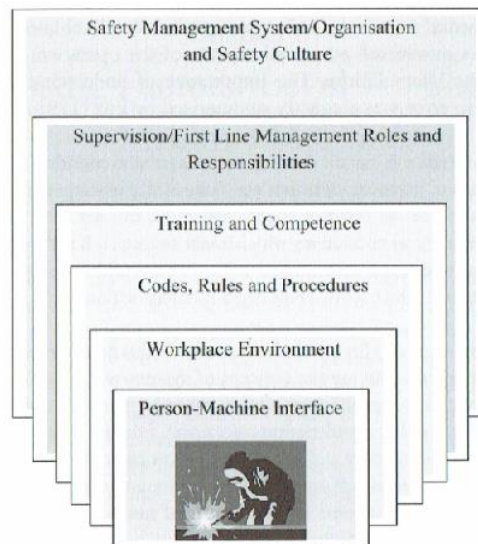 Safety Management System/Organisation
and Safety Culture
Supervision/First Line Management Roles and
Responsibilities
Training and Competence
Codes, Rules and Procedures
Workplace Environment
Person-Machine Interface